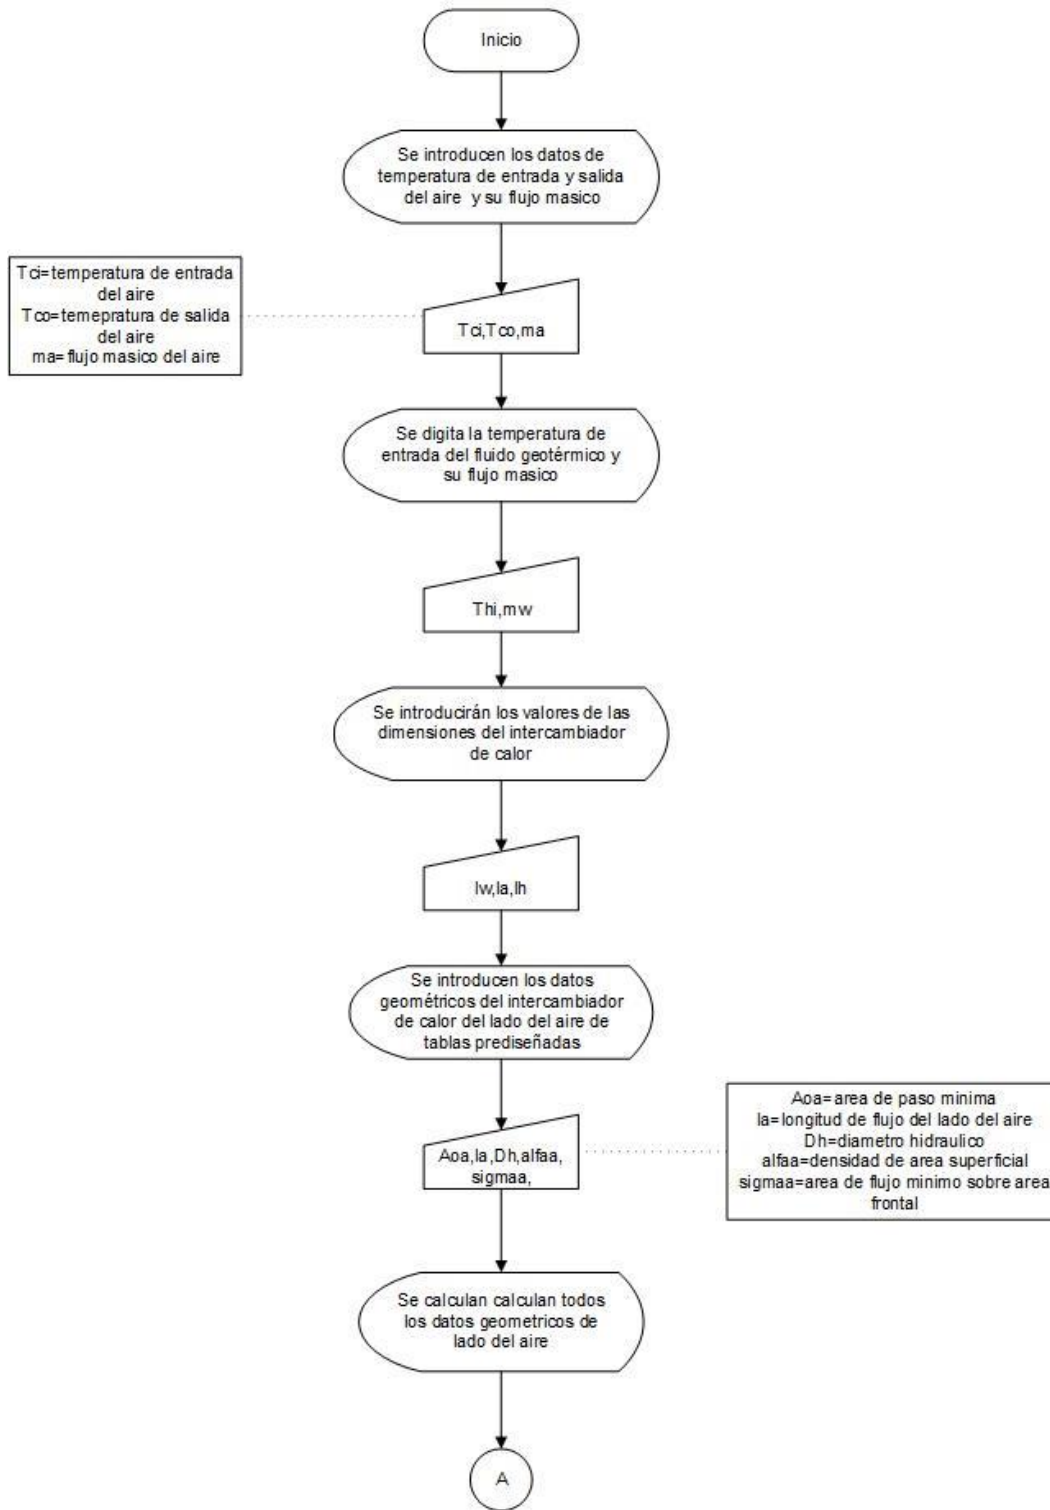 Inicio
Se introducen los datos de
temperatura de entrada y salida
del aire y su flujo masico
Tci=temperatura de entrada
del aire
Tco=temepratura de salida
del aire
ma=flujo masico del aire
Tci,Tco,ma
Se digita la temperatura de
entrada del fluido geotérmico y
su flujo masico
Thi,mw
Se introducirán los valores de las
dimensiones del intercambiador
de calor
lw,la,lh
Se introducen los datos
geométricos del intercambiador
de calor del lado del aire de
tablas prediseñadas
Aoa,la,Dh,alfaa,
sigmaa,
Aoa=area de paso minima
la=longitud de flujo del lado del aire
Dh=diametro hidraulico
alfaa=densidad de area superficial
sigmaa=area de flujo minimo sobre area
frontal
Se calculan calculan todos
los datos geometricos de
lado del aire
A